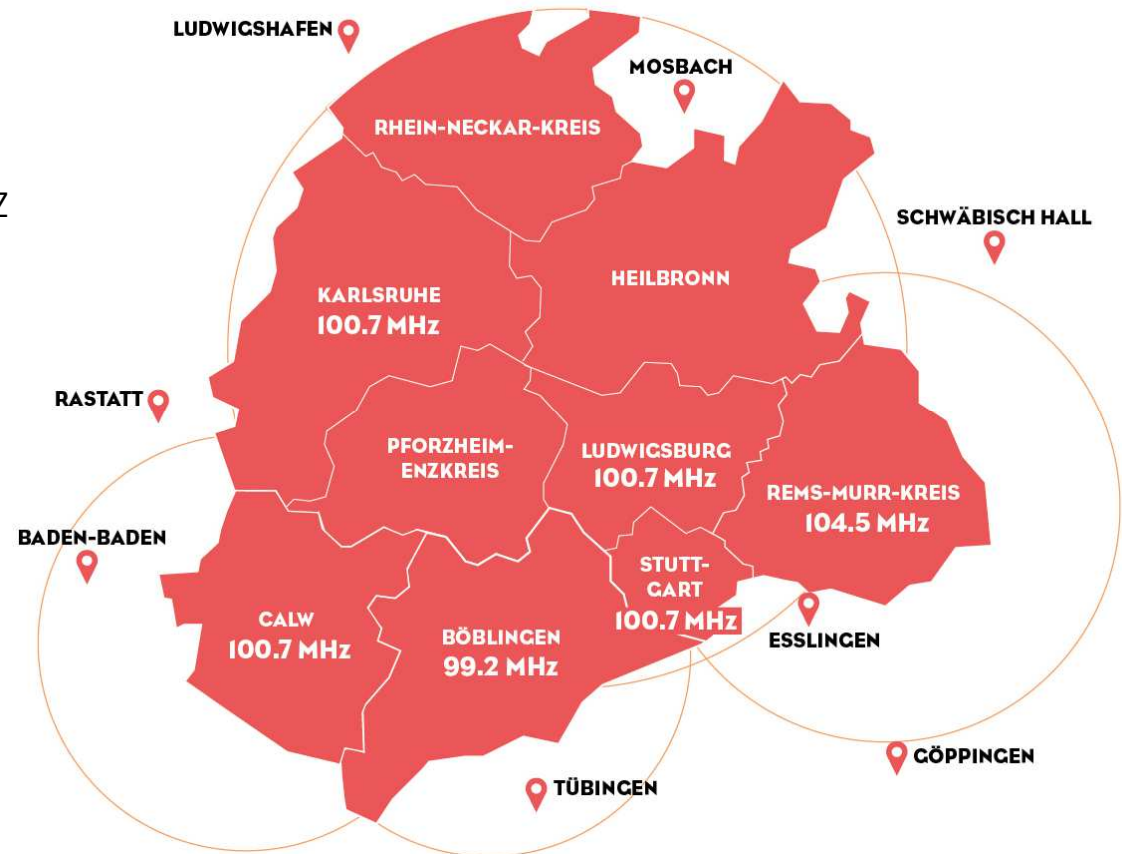 LUDWIGSHAFEN
MOSBACH
RHEIN-NECKAR-KREIS
Z
SCHWÄBISCH HALL
HEILBRONN
KARLSRUHE
100.7 MHz
RASTATT
PFORZHEIM-
ENZKREIS
LUDWIGSBURG
100.7 MHz
REMS-MURR-KREIS
104.5 MHz
BADEN-BADEN
STUTT-
GART
100.7 MHz
CALW
100.7 MHz
BÖBLINGEN
99.2 MHz
ESSLINGEN
GÖPPINGEN
TÜBINGEN